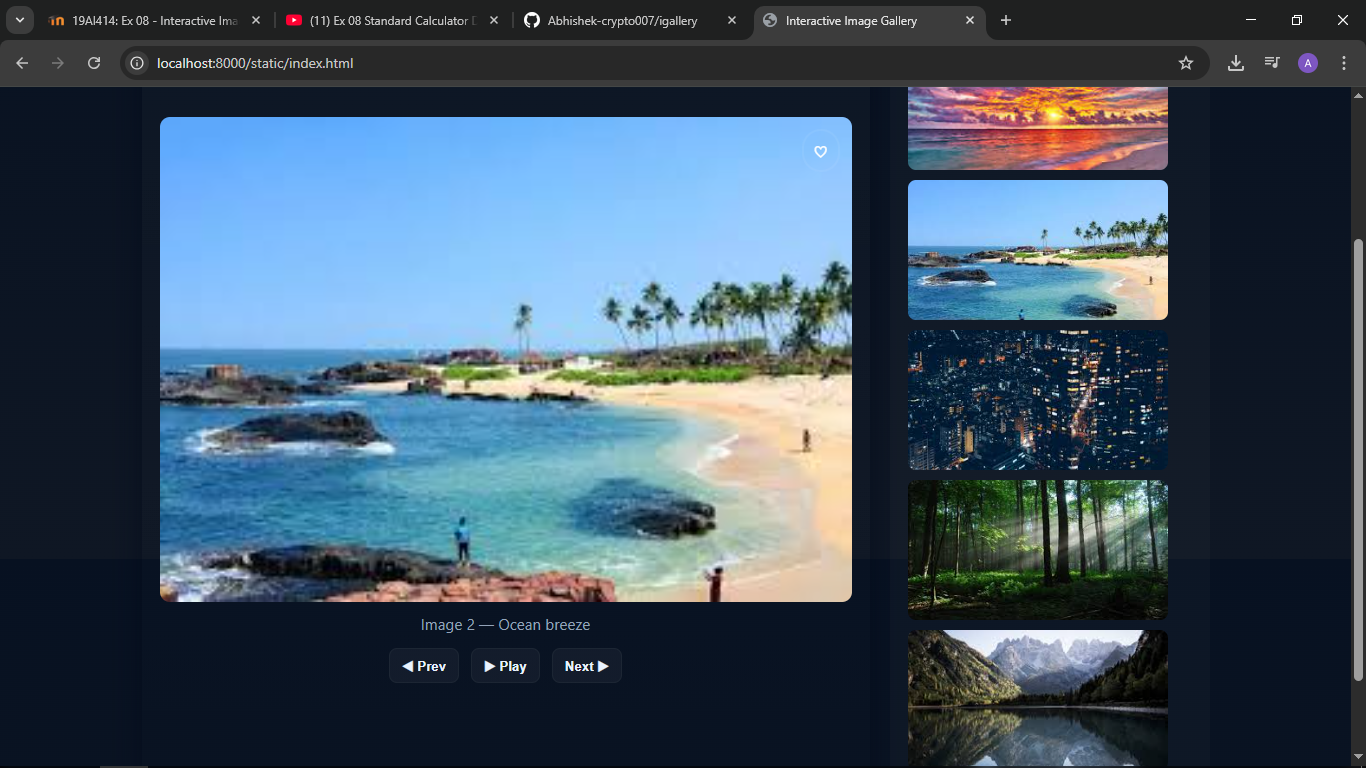 19AI414: Ex 08 - Interactive Ima
(11) Ex 08 Standard Calculator D
Abhishek-crypto007/igallery
Interactive Image Gallery
localhost:8000/static/index.html
A
Image 2 — Ocean breeze
◀ Prev
▶ Play
Next ▶